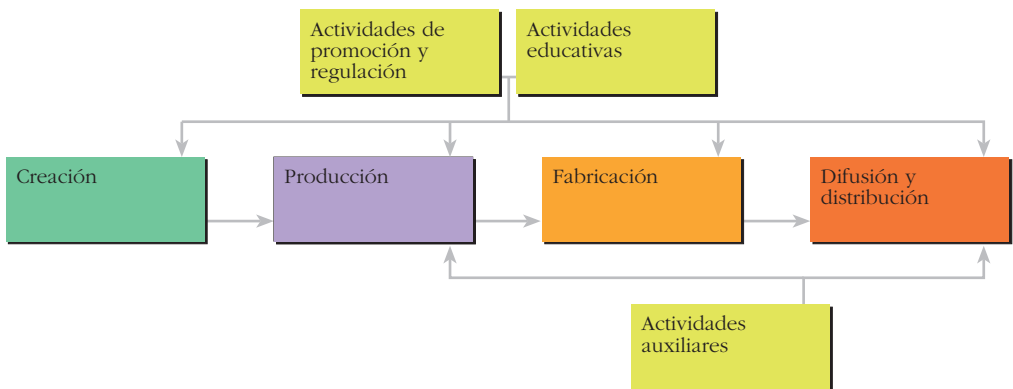 Actividades de
promoción y
regulación
Actividades
educativas
Creación
Producción
Fabricación
Difusión y
distribución
Actividades
auxiliares